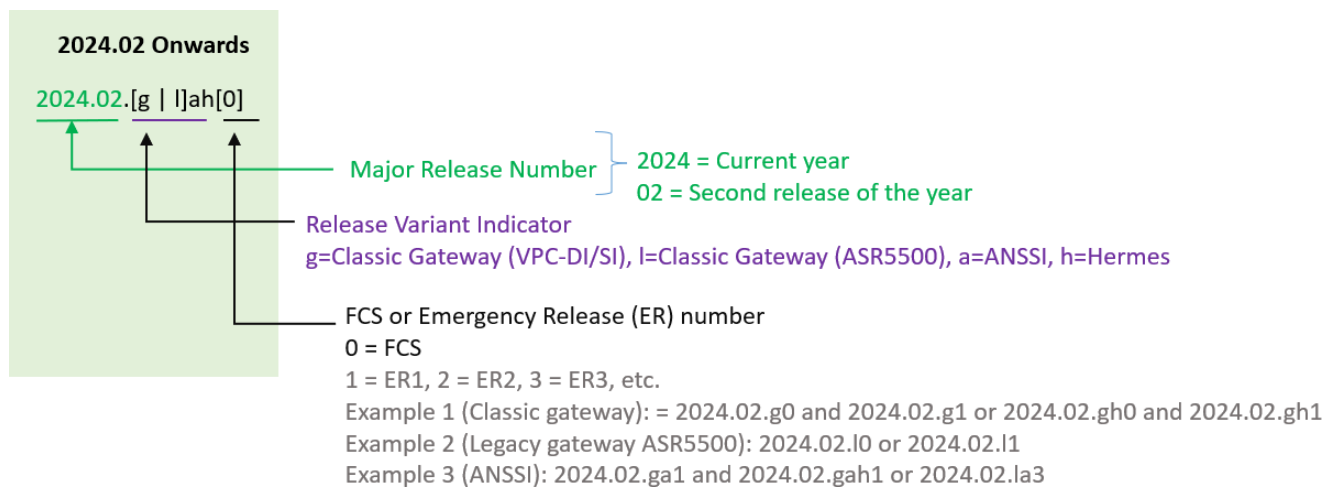 2024.02 Onwards
2024.02.[g | l]ah[0]
Major Release Number
2024 = Current year
02 = Second release of the year
Release Variant Indicator
g=Classic Gateway (VPC-DI/SI), l=Classic Gateway (ASR5500), a=ANSSI, h=Hermes
FCS or Emergency Release (ER) number
0 = FCS
1 = ER1, 2 = ER2, 3 = ER3, etc.
Example 1 (Classic gateway): = 2024.02.g0 and 2024.02.g1 or 2024.02.gh0 and 2024.02.gh1
Example 2 (Legacy gateway ASR5500): 2024.02.l0 or 2024.02.l1
Example 3 (ANSSI): 2024.02.ga1 and 2024.02.gah1 or 2024.02.la3